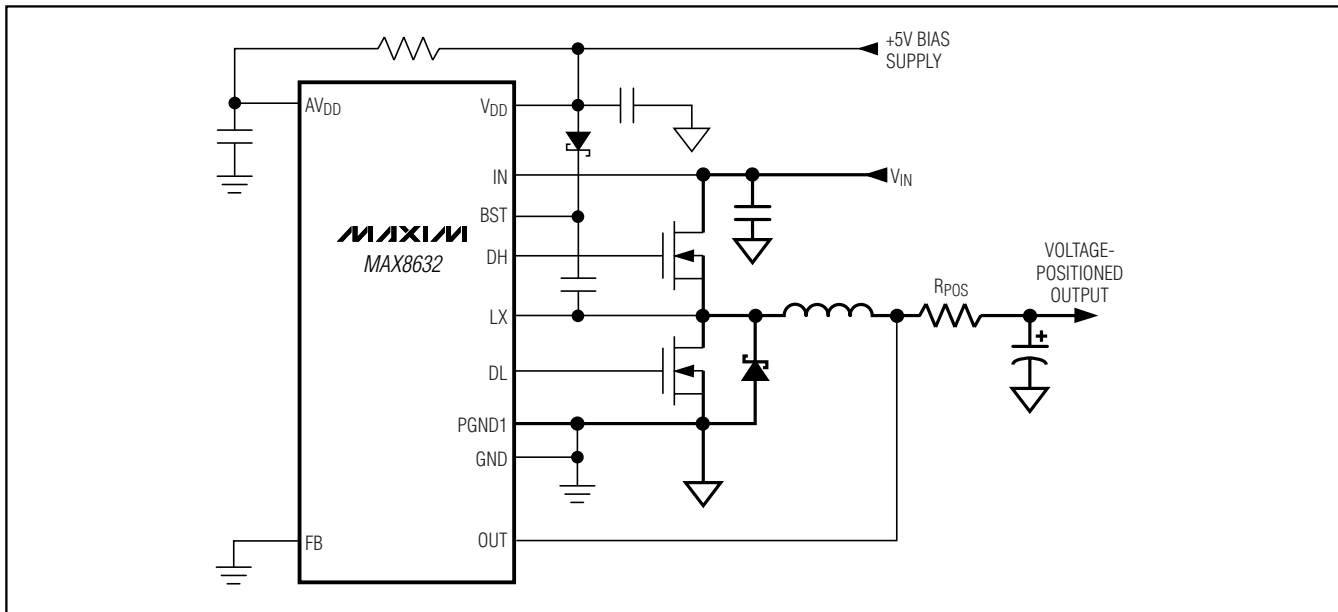 +5V BIAS
SUPPLY
AVDD
VDD
IN
VIN
BST
MAXIM
MAX8632
DH
VOLTAGE-
POSITIONED
OUTPUT
RPOS
LX
+
DL
PGND1
GND
FB
OUT